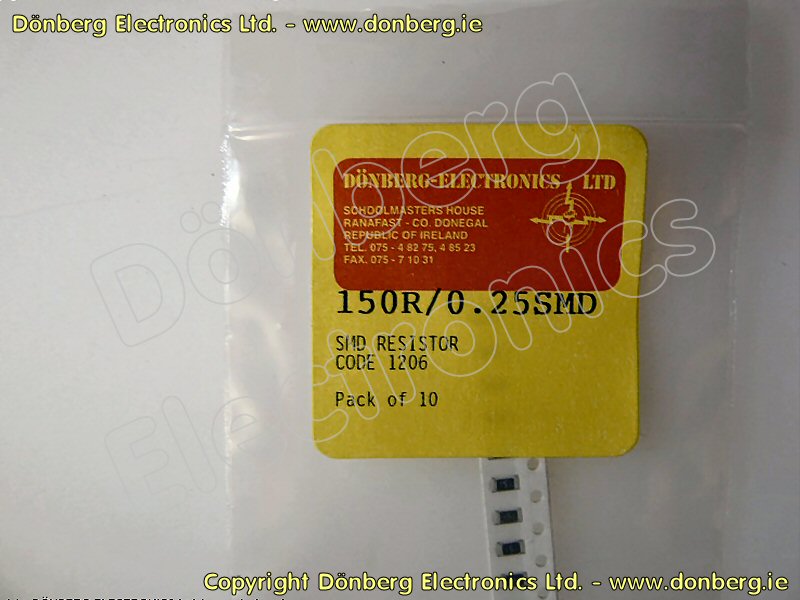 Dönberg Electronics Ltd. - www.donberg.ie
DÖNBERG-ELECTRONICS LTD
SCHOOLMASTERS HOUSE
RANAFAST - CO. DONEGAL
REPUBLIC OF IRELAND
TEL. 075 - 4 82 75, 4 85 23
FAX. 075 - 7 10 31
150R/0.25SMD
SMD RESISTOR
CODE 1206
Pack of 10
Dönberg
Electronics
Copyright Dönberg Electronics Ltd. - www.donberg.ie